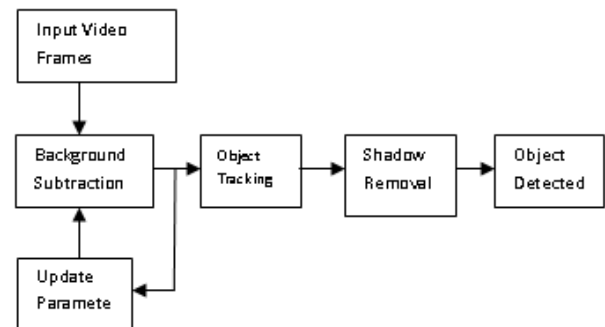 Input Video
Frames
Background
Subtraction
Object
Tracking
Shadow
Removal
Object
Detected
Update
Paramete